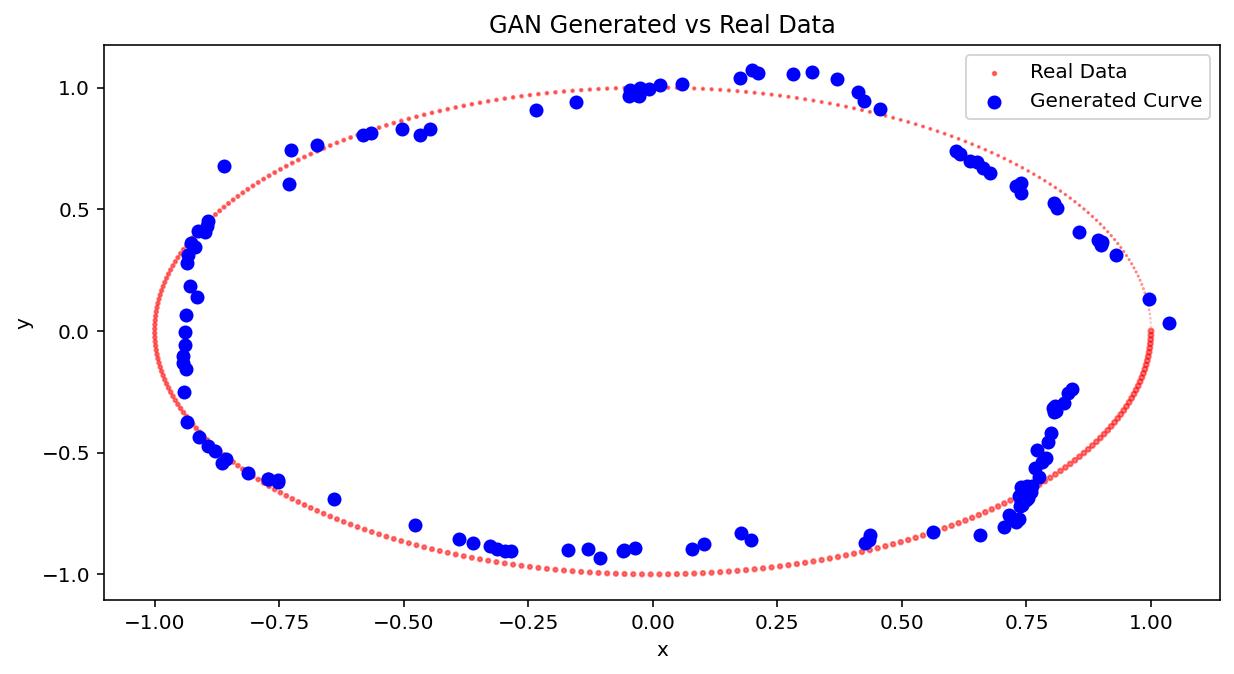 GAN Generated vs Real Data
Real Data
Generated Curve
y
1.0
0.5
0.0
−0.5
−1.0
−1.00 −0.75 −0.50 −0.25 0.00 0.25 0.50 0.75 1.00
x